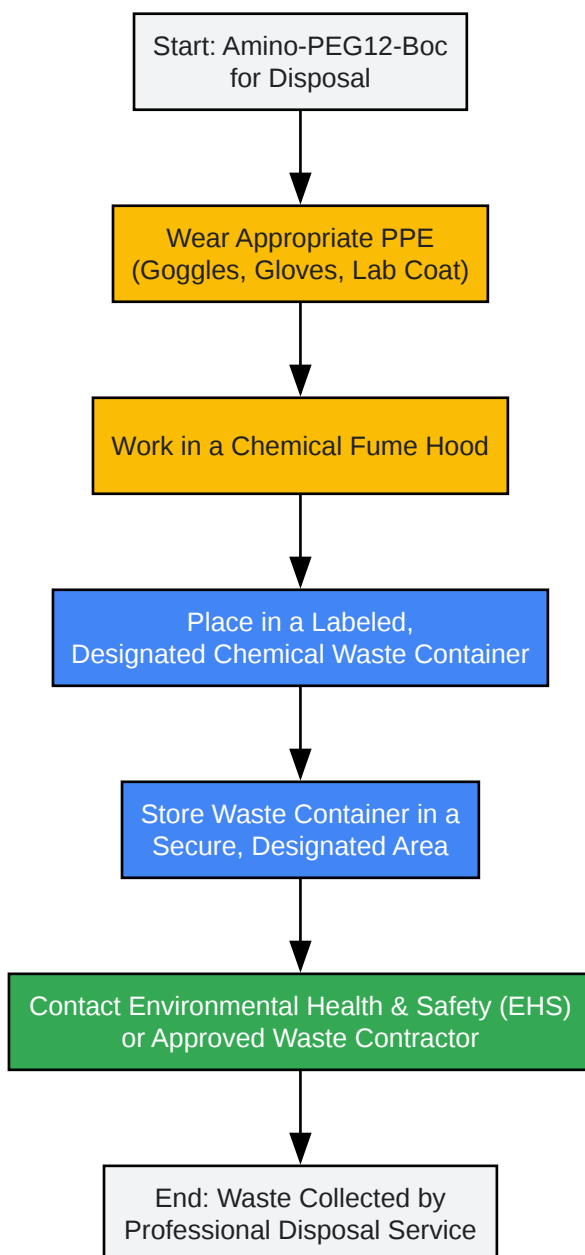 Start: Amino-PEG12-Boc
for Disposal
Wear Appropriate PPE
(Goggles, Gloves, Lab Coat)
Work in a Chemical Fume Hood
Place in a Labeled,
Designated Chemical Waste Container
Store Waste Container in a
Secure, Designated Area
Contact Environmental Health & Safety (EHS)
or Approved Waste Contractor
End: Waste Collected by
Professional Disposal Service